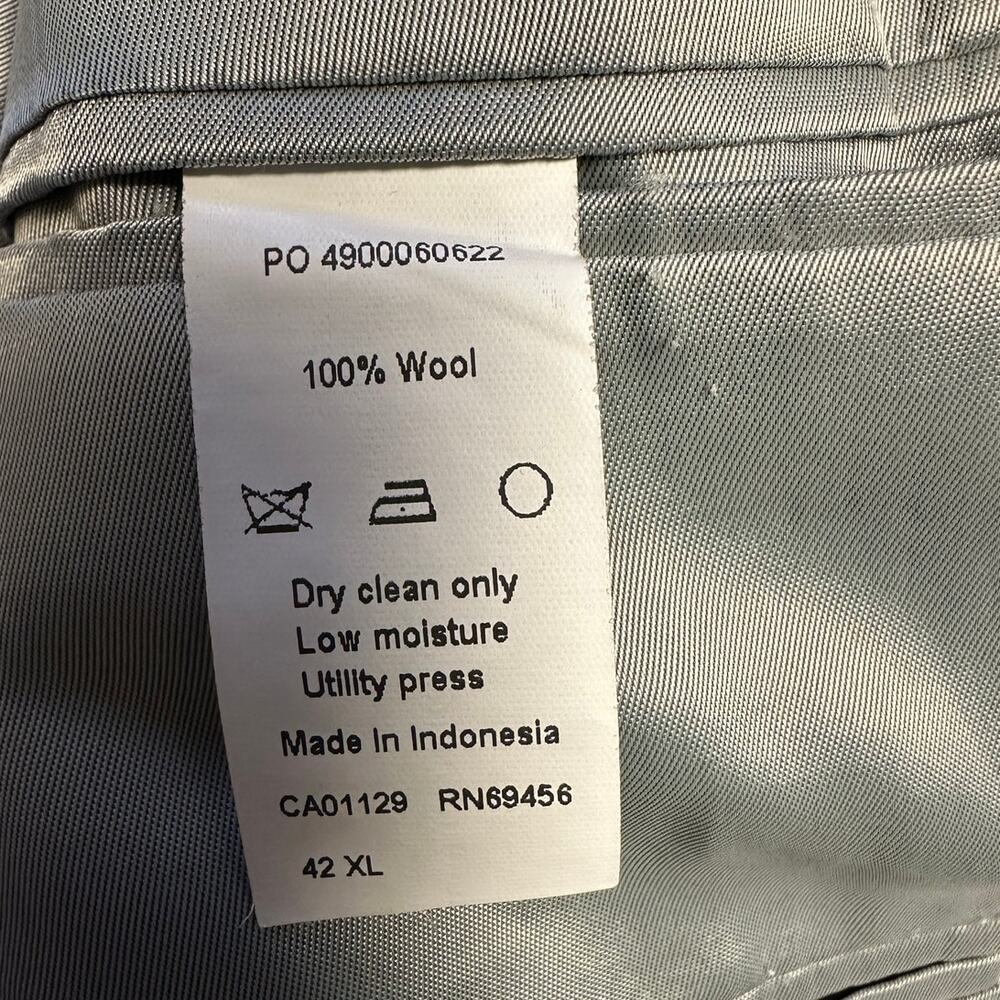 PO 4900060622
100% Wool
Dry clean only
Low moisture
Utility press
Made In Indonesia
CA01129 RN69456
42 XL